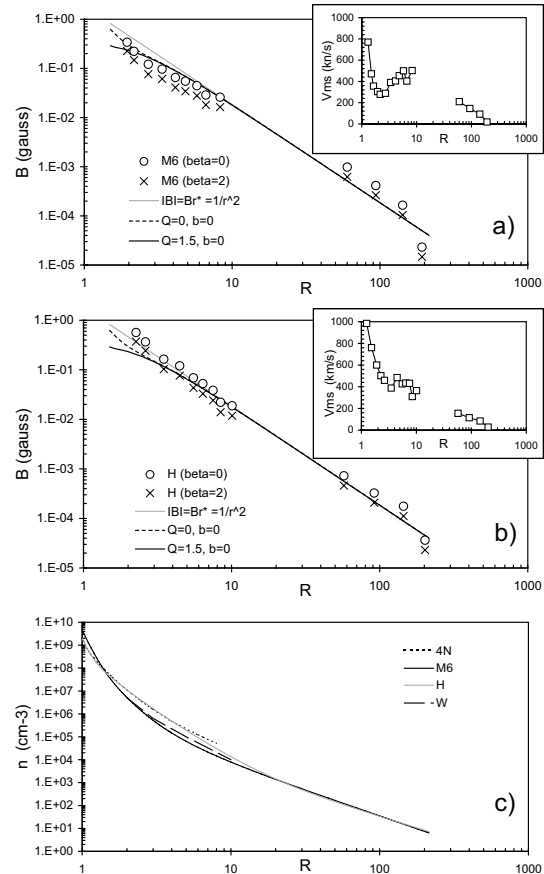 1.E+00
1.E-01
1.E-02
1.E-03
1.E-04
1.E-05
B (gauss)
M6 (beta=0)
M6 (beta=2)
IBI=Br* =1/r^2
Q=0, b=0
Q=1.5, b=0
1 10 100 1000
R
a)
1000
800
600
400
200
0
Vms (kn/s)
1 10 100 1000
R
1.E+00
1.E-01
1.E-02
1.E-03
1.E-04
1.E-05
B (gauss)
H (beta=0)
H (beta=2)
IBI=Br* =1/r^2
Q=0, b=0
Q=1.5, b=0
1 10 100 1000
R
b)
1000
800
600
400
200
0
Vms (km/s)
1 10 100 1000
R
1.E+10
1.E+09
1.E+08
1.E+07
1.E+06
1.E+05
1.E+04
1.E+03
1.E+02
1.E+01
1.E+00
n (cm-3)
4N
M6
H
W
c)
1 10 100 1000
R